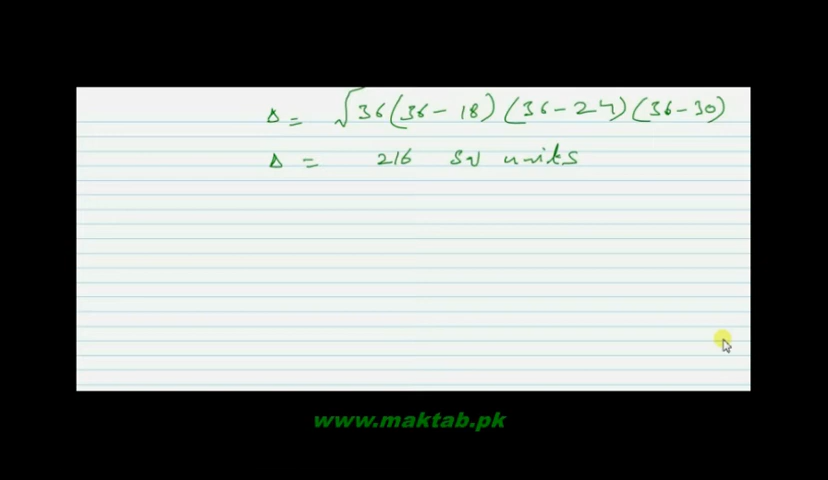 Δ = √36(36-18)(36-24)(36-30)
Δ = 216 sq units
www.maktab.pk